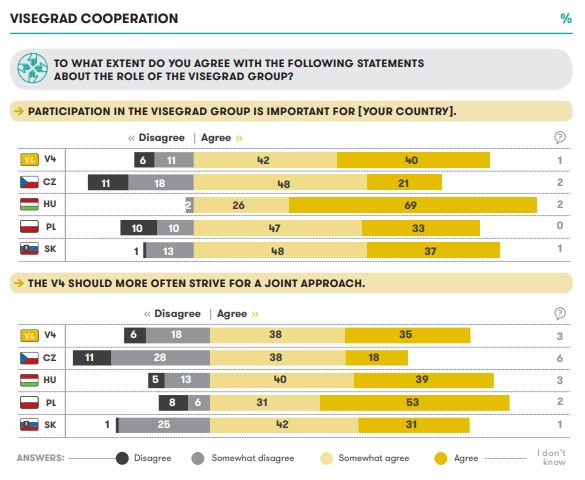 VISEGRAD COOPERATION %
TO WHAT EXTENT DO YOU AGREE WITH THE FOLLOWING STATEMENTS
ABOUT THE ROLE OF THE VISEGRAD GROUP?
PARTICIPATION IN THE VISEGRAD GROUP IS IMPORTANT FOR [YOUR COUNTRY].
‹‹ Disagree | Agree ›› ?
V4 V4 6 11 42 40 1
CZ 11 18 48 21 2
HU 2 26 69 2
PL 10 10 47 33 0
SK 1 13 48 37 1
THE V4 SHOULD MORE OFTEN STRIVE FOR A JOINT APPROACH.
‹‹ Disagree | Agree ›› ?
V4 V4 6 18 38 35 3
CZ 11 28 38 18 6
HU 5 13 40 39 3
PL 8 6 31 53 2
SK 1 25 42 31 1
ANSWERS: Disagree Somewhat disagree Somewhat agree Agree I don't
know